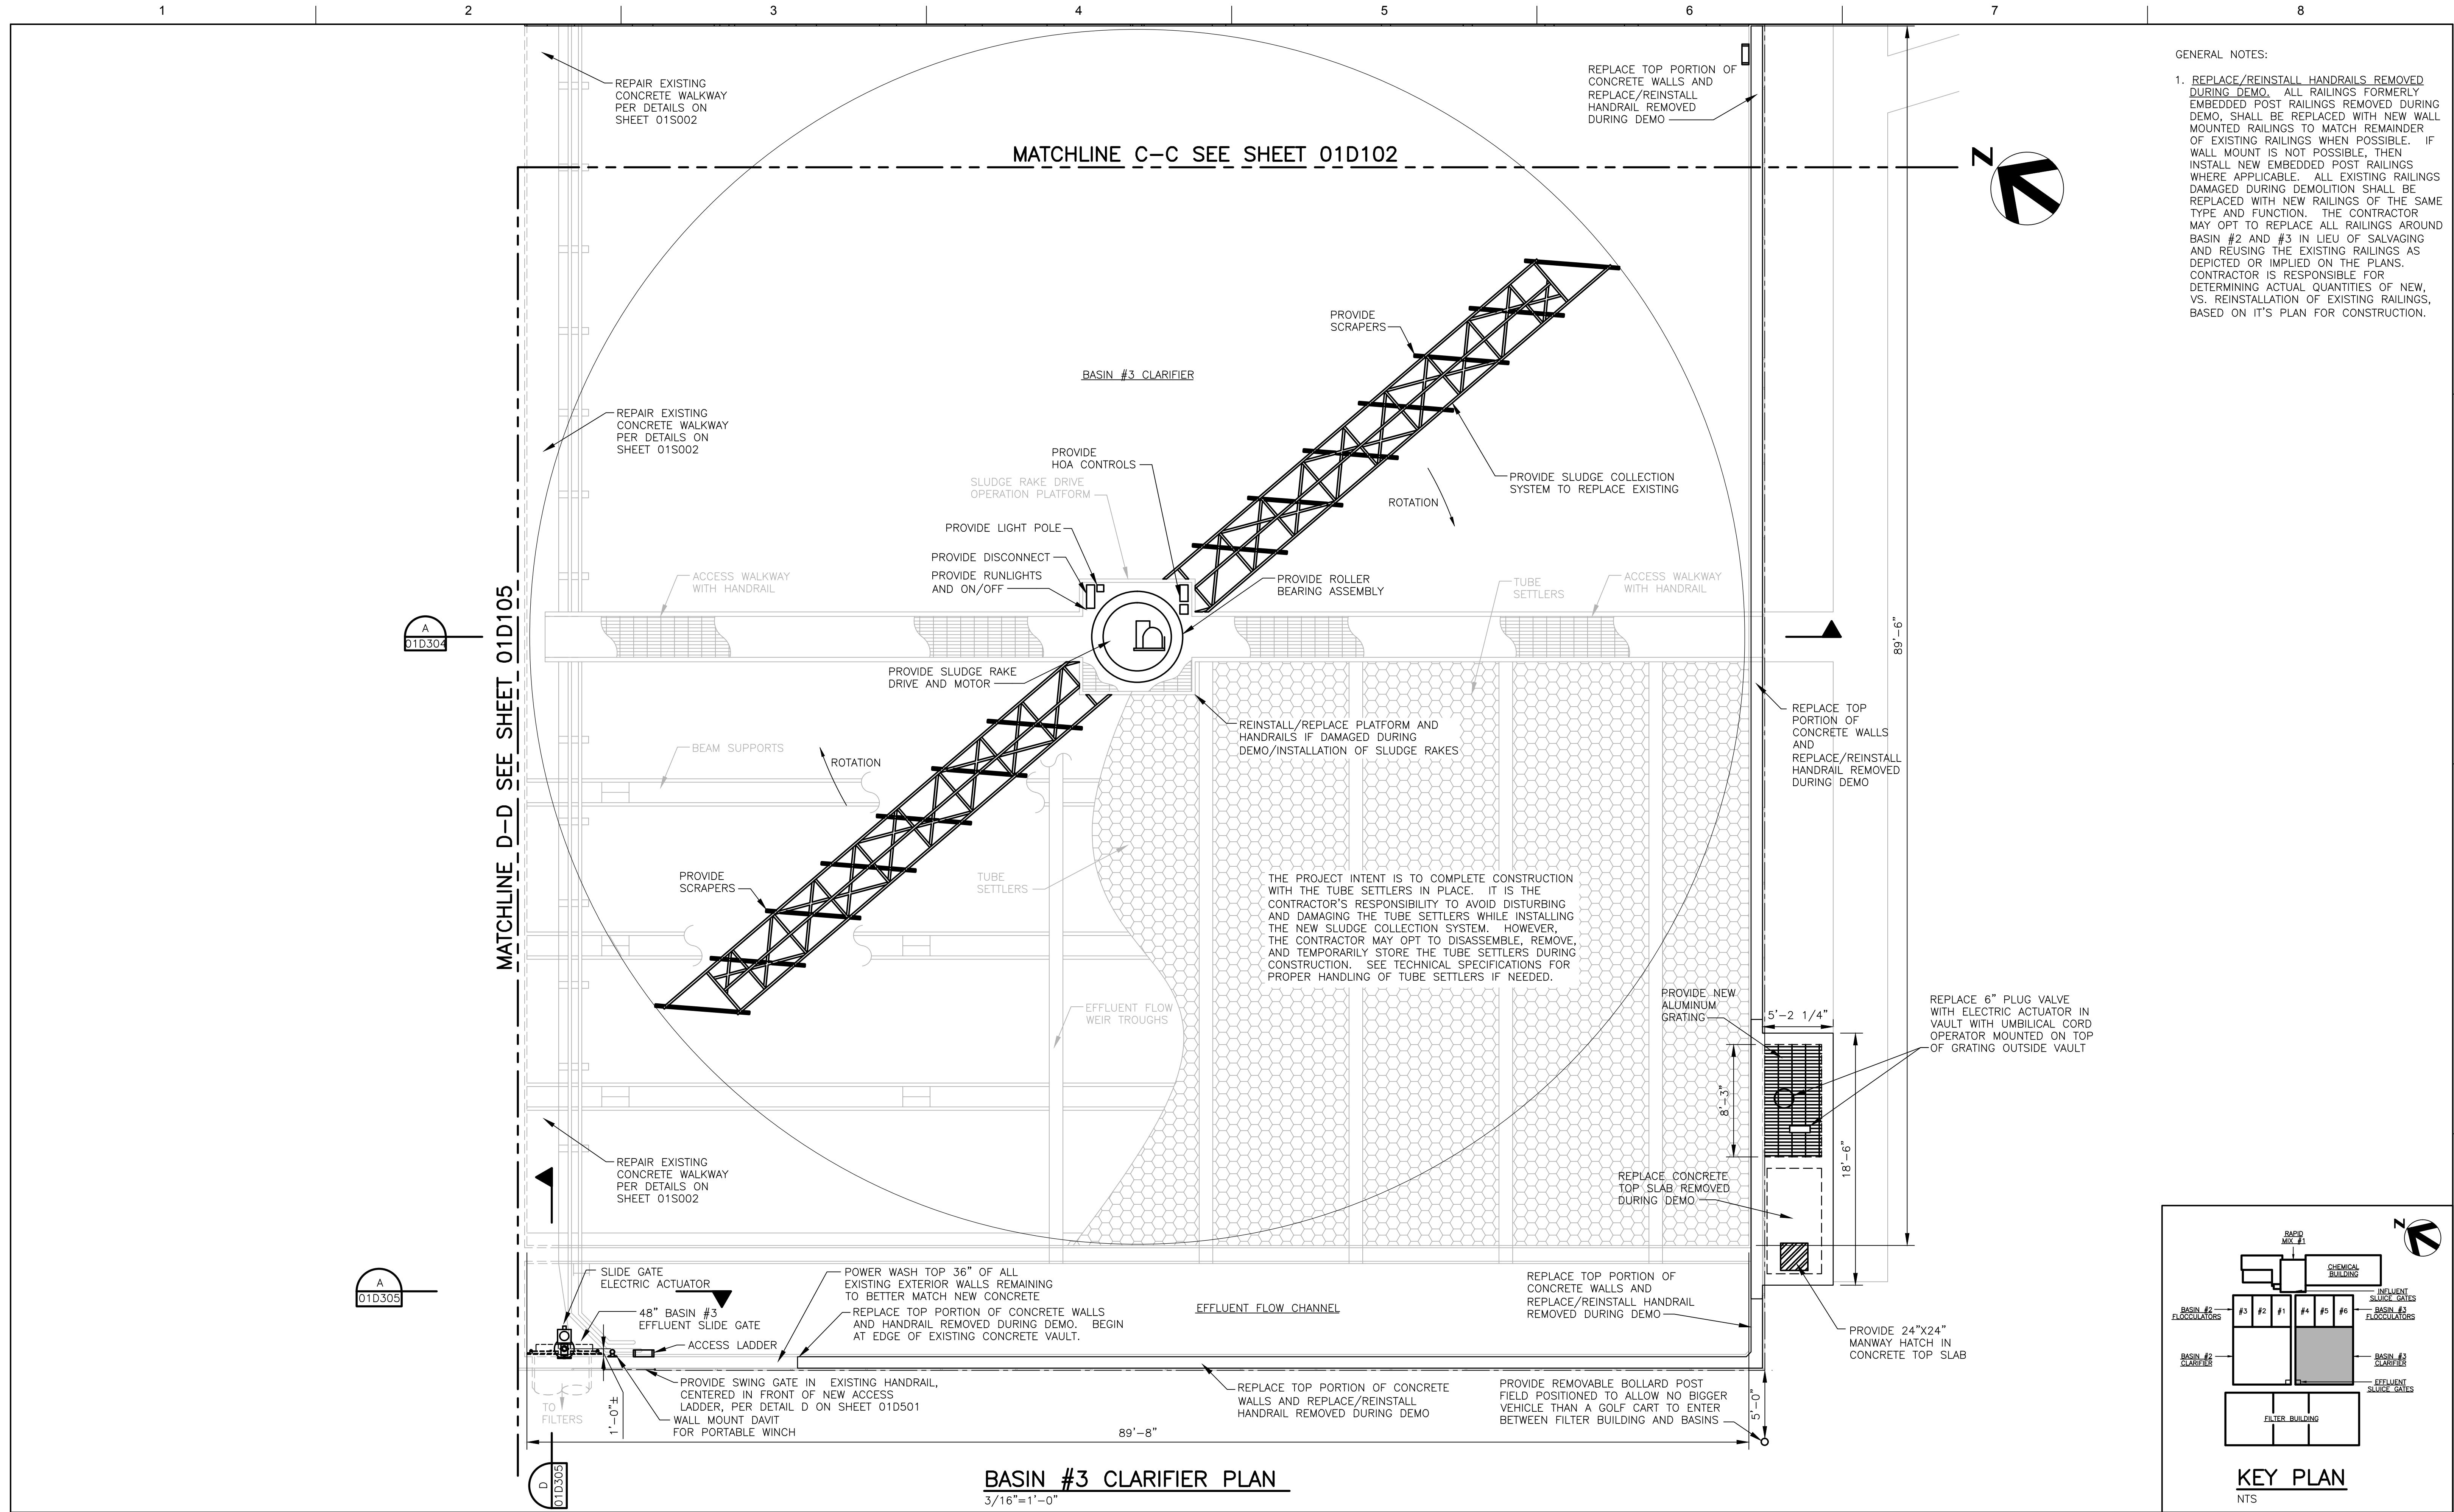 1
2
3
4
5
6
7
8
REPAIR EXISTING
CONCRETE WALKWAY
PER DETAILS ON
SHEET 01S002
REPLACE TOP PORTION OF
CONCRETE WALLS AND
REPLACE/REINSTALL
HANDRAIL REMOVED
DURING DEMO
GENERAL NOTES:
1. REPLACE/REINSTALL HANDRAILS REMOVED
DURING DEMO. ALL RAILINGS FORMERLY
EMBEDDED POST RAILINGS REMOVED DURING
DEMO, SHALL BE REPLACED WITH NEW WALL
MOUNTED RAILINGS TO MATCH REMAINDER
OF EXISTING RAILINGS WHEN POSSIBLE. IF
WALL MOUNT IS NOT POSSIBLE, THEN
INSTALL NEW EMBEDDED POST RAILINGS
WHERE APPLICABLE. ALL EXISTING RAILINGS
DAMAGED DURING DEMOLITION SHALL BE
REPLACED WITH NEW RAILINGS OF THE SAME
TYPE AND FUNCTION. THE CONTRACTOR
MAY OPT TO REPLACE ALL RAILINGS AROUND
BASIN #2 AND #3 IN LIEU OF SALVAGING
AND REUSING THE EXISTING RAILINGS AS
DEPICTED OR IMPLIED ON THE PLANS.
CONTRACTOR IS RESPONSIBLE FOR
DETERMINING ACTUAL QUANTITIES OF NEW,
VS. REINSTALLATION OF EXISTING RAILINGS,
BASED ON IT'S PLAN FOR CONSTRUCTION.
MATCHLINE C-C SEE SHEET 01D102
N
PROVIDE
SCRAPERS
BASIN #3 CLARIFIER
REPAIR EXISTING
CONCRETE WALKWAY
PER DETAILS ON
SHEET 01S002
PROVIDE
HOA CONTROLS
SLUDGE RAKE DRIVE
OPERATION PLATFORM
PROVIDE SLUDGE COLLECTION
SYSTEM TO REPLACE EXISTING
ROTATION
PROVIDE LIGHT POLE
PROVIDE DISCONNECT
PROVIDE RUNLIGHTS
AND ON/OFF
PROVIDE ROLLER
BEARING ASSEMBLY
ACCESS WALKWAY
WITH HANDRAIL
TUBE
SETTLERS
ACCESS WALKWAY
WITH HANDRAIL
A
01D304
MATCHLINE D-D SEE SHEET 01D105
89'-6"
PROVIDE SLUDGE RAKE
DRIVE AND MOTOR
REINSTALL/REPLACE PLATFORM AND
HANDRAILS IF DAMAGED DURING
DEMO/INSTALLATION OF SLUDGE RAKES
REPLACE TOP
PORTION OF
CONCRETE WALLS
AND
REPLACE/REINSTALL
HANDRAIL REMOVED
DURING DEMO
BEAM SUPPORTS
ROTATION
PROVIDE
SCRAPERS
TUBE
SETTLERS
THE PROJECT INTENT IS TO COMPLETE CONSTRUCTION
WITH THE TUBE SETTLERS IN PLACE. IT IS THE
CONTRACTOR'S RESPONSIBILITY TO AVOID DISTURBING
AND DAMAGING THE TUBE SETTLERS WHILE INSTALLING
THE NEW SLUDGE COLLECTION SYSTEM. HOWEVER,
THE CONTRACTOR MAY OPT TO DISASSEMBLE, REMOVE,
AND TEMPORARILY STORE THE TUBE SETTLERS DURING
CONSTRUCTION. SEE TECHNICAL SPECIFICATIONS FOR
PROPER HANDLING OF TUBE SETTLERS IF NEEDED.
EFFLUENT FLOW
WEIR TROUGHS
PROVIDE NEW
ALUMINUM
GRATING
5'-2 1/4"
REPLACE 6" PLUG VALVE
WITH ELECTRIC ACTUATOR IN
VAULT WITH UMBILICAL CORD
OPERATOR MOUNTED ON TOP
OF GRATING OUTSIDE VAULT
8'-3"
18'-6"
REPAIR EXISTING
CONCRETE WALKWAY
PER DETAILS ON
SHEET 01S002
REPLACE CONCRETE
TOP SLAB REMOVED
DURING DEMO
A
01D305
SLIDE GATE
ELECTRIC ACTUATOR
48" BASIN #3
EFFLUENT SLIDE GATE
ACCESS LADDER
POWER WASH TOP 36" OF ALL
EXISTING EXTERIOR WALLS REMAINING
TO BETTER MATCH NEW CONCRETE
REPLACE TOP PORTION OF CONCRETE WALLS
AND HANDRAIL REMOVED DURING DEMO. BEGIN
AT EDGE OF EXISTING CONCRETE VAULT.
EFFLUENT FLOW CHANNEL
REPLACE TOP PORTION OF
CONCRETE WALLS AND
REPLACE/REINSTALL HANDRAIL
REMOVED DURING DEMO
PROVIDE 24"X24"
MANWAY HATCH IN
CONCRETE TOP SLAB
PROVIDE SWING GATE IN EXISTING HANDRAIL,
CENTERED IN FRONT OF NEW ACCESS
LADDER, PER DETAIL D ON SHEET 01D501
WALL MOUNT DAVIT
FOR PORTABLE WINCH
TO
FILTERS
1'-0"±
REPLACE TOP PORTION OF CONCRETE
WALLS AND REPLACE/REINSTALL
HANDRAIL REMOVED DURING DEMO
PROVIDE REMOVABLE BOLLARD POST
FIELD POSITIONED TO ALLOW NO BIGGER
VEHICLE THAN A GOLF CART TO ENTER
BETWEEN FILTER BUILDING AND BASINS
5'-0"
89'-8"
D
01D305
BASIN #3 CLARIFIER PLAN
3/16"=1'-0"
N
RAPID
MIX #1
CHEMICAL
BUILDING
INFLUENT
SLUICE GATES
BASIN #2
FLOCCULATORS
#3
#2
#1
#4
#5
#6
BASIN #3
FLOCCULATORS
BASIN #2
CLARIFIER
BASIN #3
CLARIFIER
EFFLUENT
SLUICE GATES
FILTER BUILDING
KEY PLAN
NTS